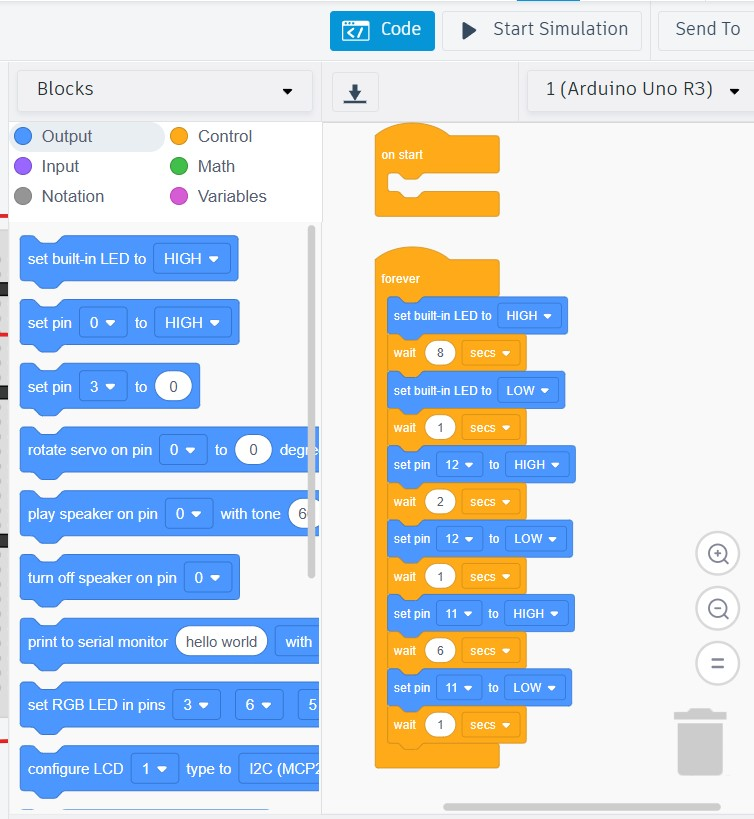 Code
Start Simulation
Send To
Blocks
1 (Arduino Uno R3)
Output
Control
Input
Math
Notation
Variables
set built-in LED to HIGH
set pin 0 to HIGH
set pin 3 to 0
rotate servo on pin 0 to 0
play speaker on pin 0 with tone
turn off speaker on pin 0
print to serial monitor hello world with
set RGB LED in pins 3 6 5
configure LCD 1 type to I2C
on start
forever
set built-in LED to HIGH
wait 8 secs
set built-in LED to LOW
wait 1 secs
set pin 12 to HIGH
wait 2 secs
set pin 12 to LOW
wait 1 secs
set pin 11 to HIGH
wait 6 secs
set pin 11 to LOW
wait 1 secs